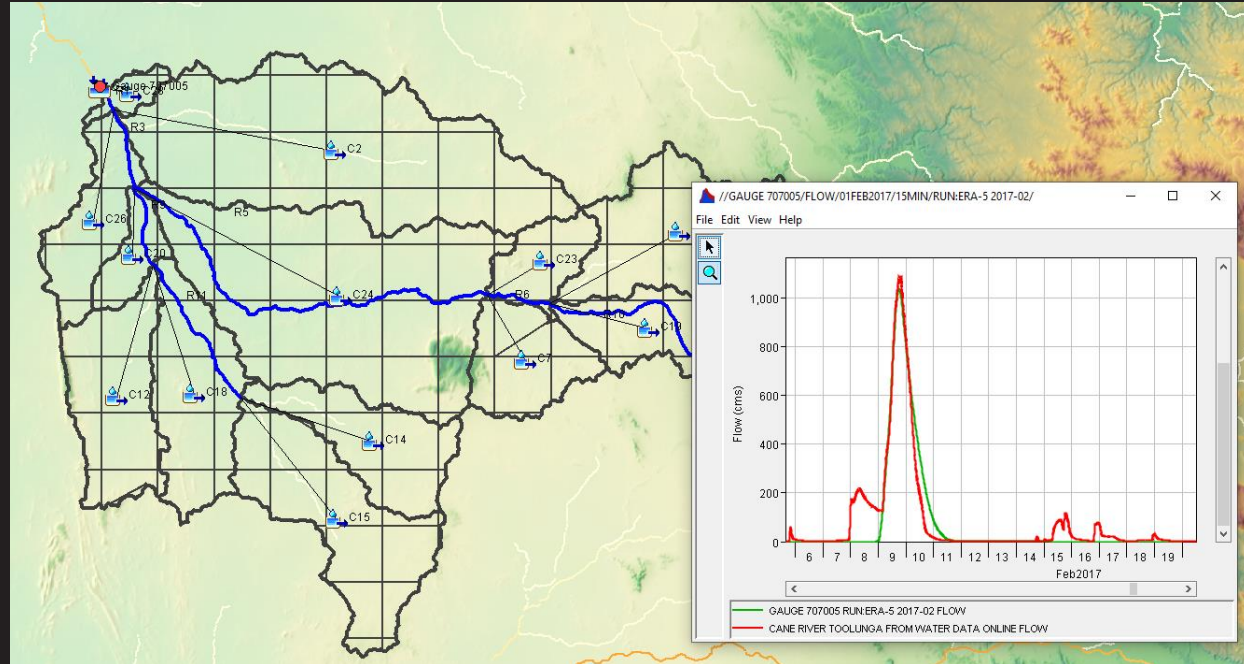 Gauge 707005
R3
C2
R5
C26
C20
C24
R11
C23
R6
C19
C7
C12
C18
C14
C15
//GAUGE 707005/FLOW/01FEB2017/15MIN/RUN:ERA-5 2017-02/
File Edit View Help
1,000
800
600
400
200
0
Flow (cms)
6 7 8 9 10 11 12 13 14 15 16 17 18 19
Feb2017
GAUGE 707005 RUN:ERA-5 2017-02 FLOW
CANE RIVER TOOLUNGA FROM WATER DATA ONLINE FLOW